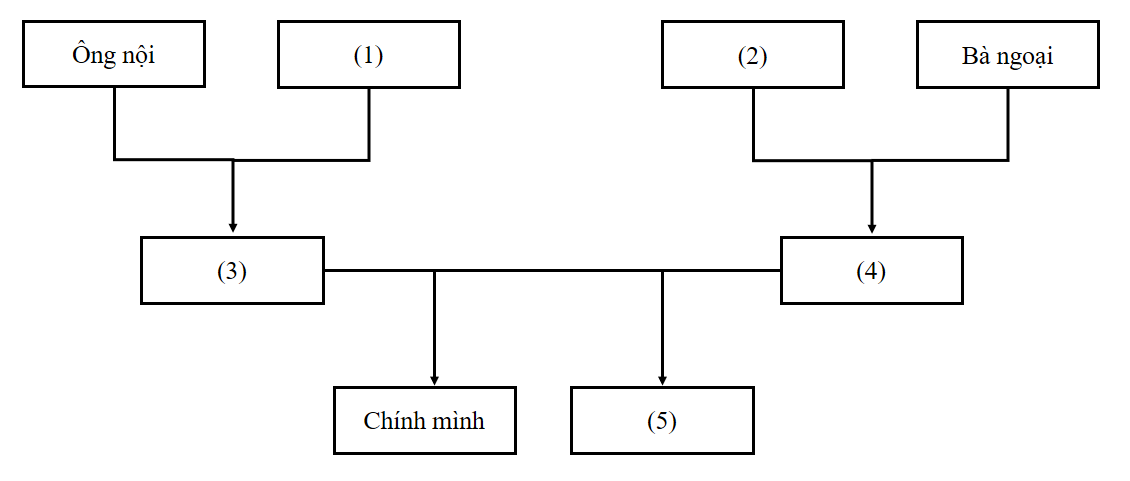 Ông nội
(1)
(2)
Bà ngoại
(3)
(4)
Chính mình
(5)